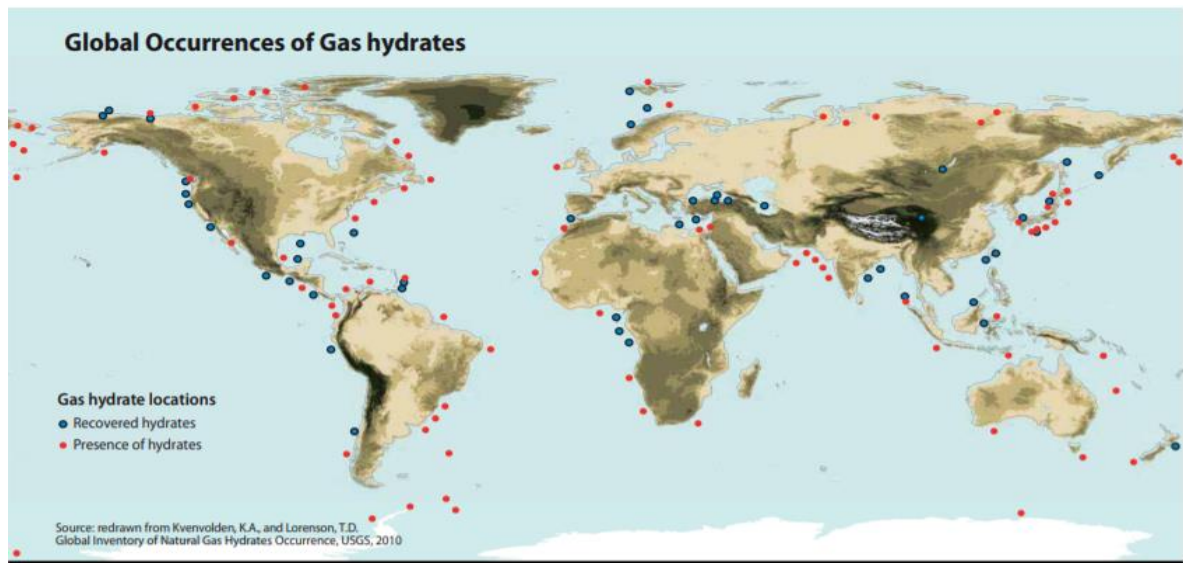 Global Occurrences of Gas hydrates
Gas hydrate locations
Recovered hydrates
Presence of hydrates
Source: redrawn from Kvenvolden, K.A., and Lorenson, T.D.
Global Inventory of Natural Gas Hydrates Occurrence, USGS, 2010